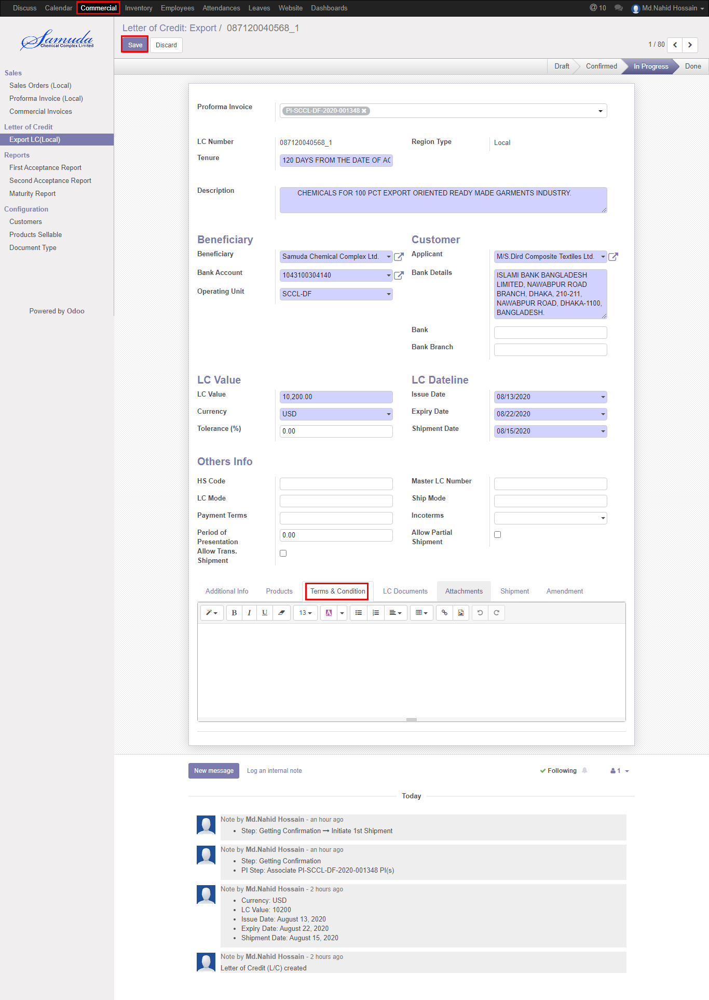 Discuss Calendar Commercial Inventory Employees Attendances Leaves Website Dashboards @ 10 Md.Nahid Hossain
Samuda
Chemical Complex Limited
Letter of Credit: Export / 087120040568_1
Save Discard
1 / 80
Draft Confirmed In Progress Done
Sales
Sales Orders (Local)
Proforma Invoice (Local)
Commercial Invoices
Letter of Credit
Export LC(Local)
Reports
First Acceptance Report
Second Acceptance Report
Maturity Report
Configuration
Customers
Products Sellable
Document Type
Powered by Odoo
Proforma Invoice PI-SCCL-DF-2020-001348
LC Number 087120040568_1 Region Type Local
Tenure 120 DAYS FROM THE DATE OF AC
Description CHEMICALS FOR 100 PCT EXPORT ORIENTED READY MADE GARMENTS INDUSTRY.
Beneficiary Customer
Beneficiary Samuda Chemical Complex Ltd. Applicant M/S.Dird Composite Textiles Ltd.
Bank Account 1043100304140 Bank Details ISLAMI BANK BANGLADESH
LIMITED, NAWABPUR ROAD
BRANCH, DHAKA, 210-211,
NAWABPUR ROAD, DHAKA-1100,
BANGLADESH.
Operating Unit SCCL-DF
Bank
Bank Branch
LC Value LC Dateline
LC Value 10,200.00 Issue Date 08/13/2020
Currency USD Expiry Date 08/22/2020
Tolerance (%) 0.00 Shipment Date 08/15/2020
Others Info
HS Code Master LC Number
LC Mode Ship Mode
Payment Terms Incoterms
Period of Presentation 0.00 Allow Partial Shipment
Allow Trans. Shipment
Additional Info Products Terms & Condition LC Documents Attachments Shipment Amendment
B I U 13 A
New message Log an internal note Following 1
Today
Note by Md.Nahid Hossain - an hour ago
• Step: Getting Confirmation → Initiate 1st Shipment
Note by Md.Nahid Hossain - an hour ago
• Step: Getting Confirmation
• PI Step: Associate PI-SCCL-DF-2020-001348 PI(s)
Note by Md.Nahid Hossain - 2 hours ago
• Currency: USD
• LC Value: 10200
• Issue Date: August 13, 2020
• Expiry Date: August 22, 2020
• Shipment Date: August 15, 2020
Note by Md.Nahid Hossain - 2 hours ago
Letter of Credit (L/C) created